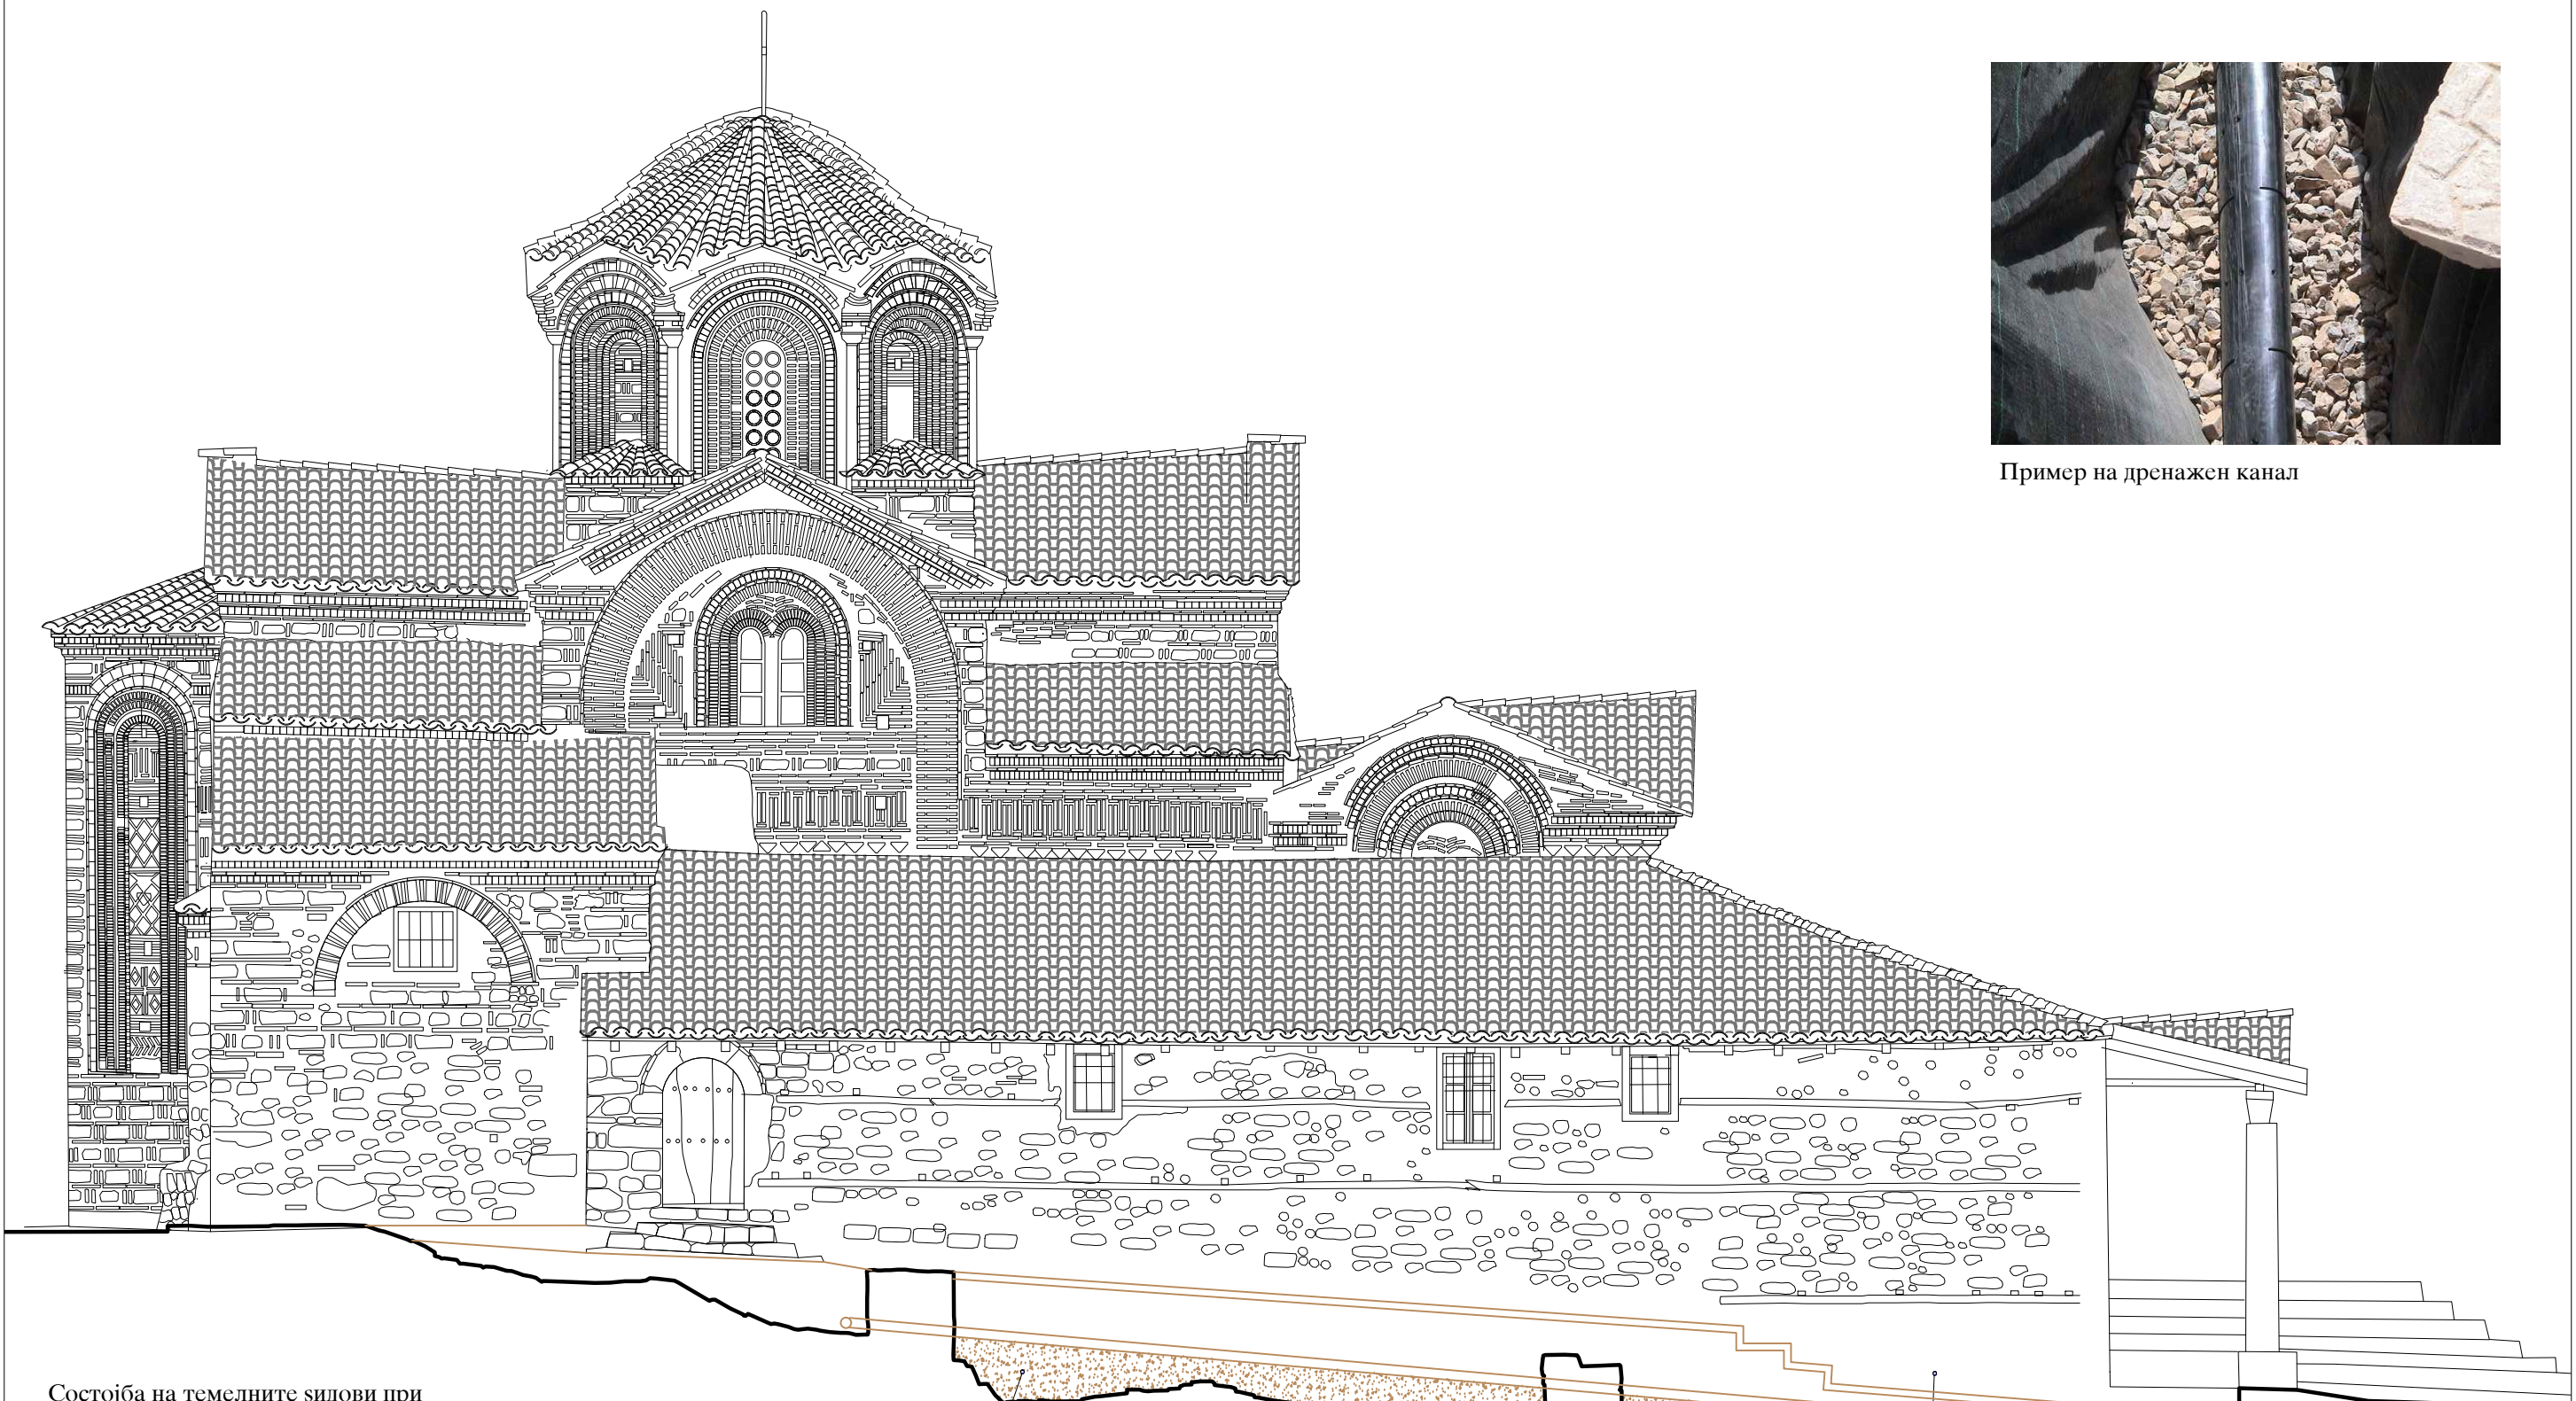 Пример на дренажен канал
Состојба на темелните ѕидови при